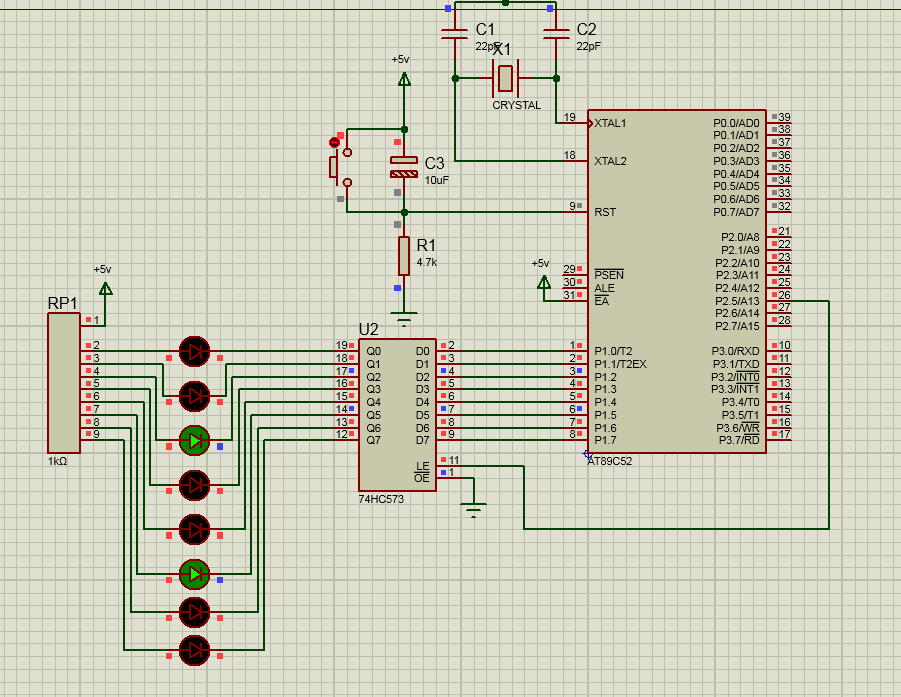 C1
22pF
C2
22pF
X1
CRYSTAL
+5v
C3
10uF
R1
4.7k
+5v
RP1
1
2
3
4
5
6
7
8
9
1kΩ
U2
19 Q0 D0 2
18 Q1 D1 3
17 Q2 D2 4
16 Q3 D3 5
15 Q4 D4 6
14 Q5 D5 7
13 Q6 D6 8
12 Q7 D7 9
LE 11
OE 1
74HC573
+5v
19 XTAL1 P0.0/AD0 39
P0.1/AD1 38
P0.2/AD2 37
18 XTAL2 P0.3/AD3 36
P0.4/AD4 35
P0.5/AD5 34
P0.6/AD6 33
9 RST P0.7/AD7 32
P2.0/A8 21
P2.1/A9 22
P2.2/A10 23
29 PSEN P2.3/A11 24
30 ALE P2.4/A12 25
31 EA P2.5/A13 26
P2.6/A14 27
P2.7/A15 28
1 P1.0/T2 P3.0/RXD 10
2 P1.1/T2EX P3.1/TXD 11
3 P1.2 P3.2/INT0 12
4 P1.3 P3.3/INT1 13
5 P1.4 P3.4/T0 14
6 P1.5 P3.5/T1 15
7 P1.6 P3.6/WR 16
8 P1.7 P3.7/RD 17
AT89C52